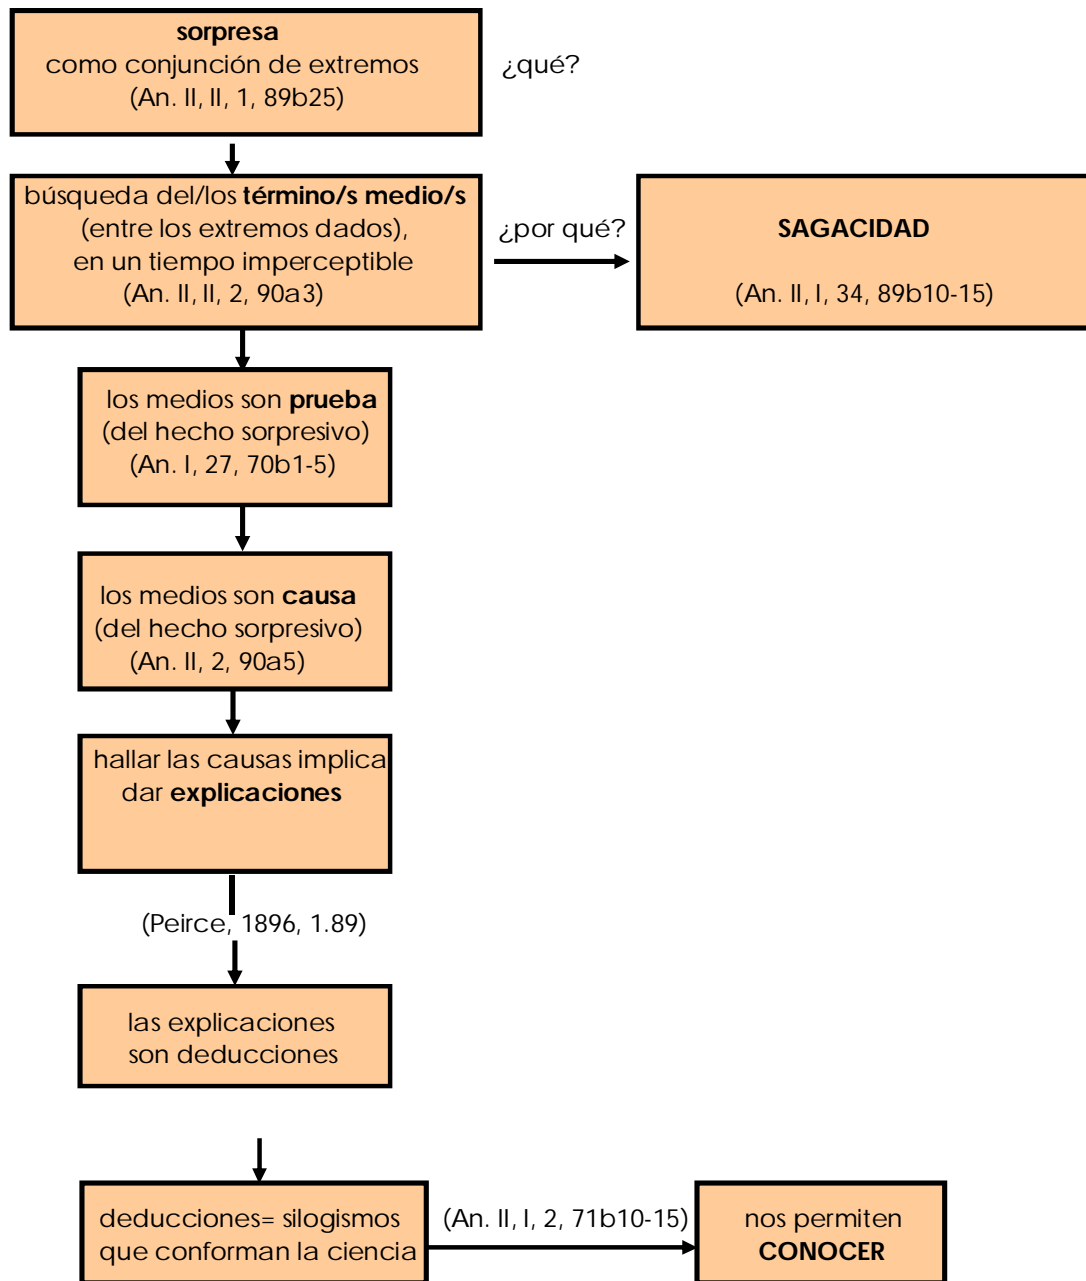 sorpresa
como conjunción de extremos
(An. II, II, 1, 89b25)
¿qué?
búsqueda del/los término/s medio/s
(entre los extremos dados),
en un tiempo imperceptible
(An. II, II, 2, 90a3)
¿por qué?
SAGACIDAD
(An. II, I, 34, 89b10-15)
los medios son prueba
(del hecho sorpresivo)
(An. I, 27, 70b1-5)
los medios son causa
(del hecho sorpresivo)
(An. II, 2, 90a5)
hallar las causas implica
dar explicaciones
(Peirce, 1896, 1.89)
las explicaciones
son deducciones
deducciones= silogismos
que conforman la ciencia
(An. II, I, 2, 71b10-15)
nos permiten
CONOCER